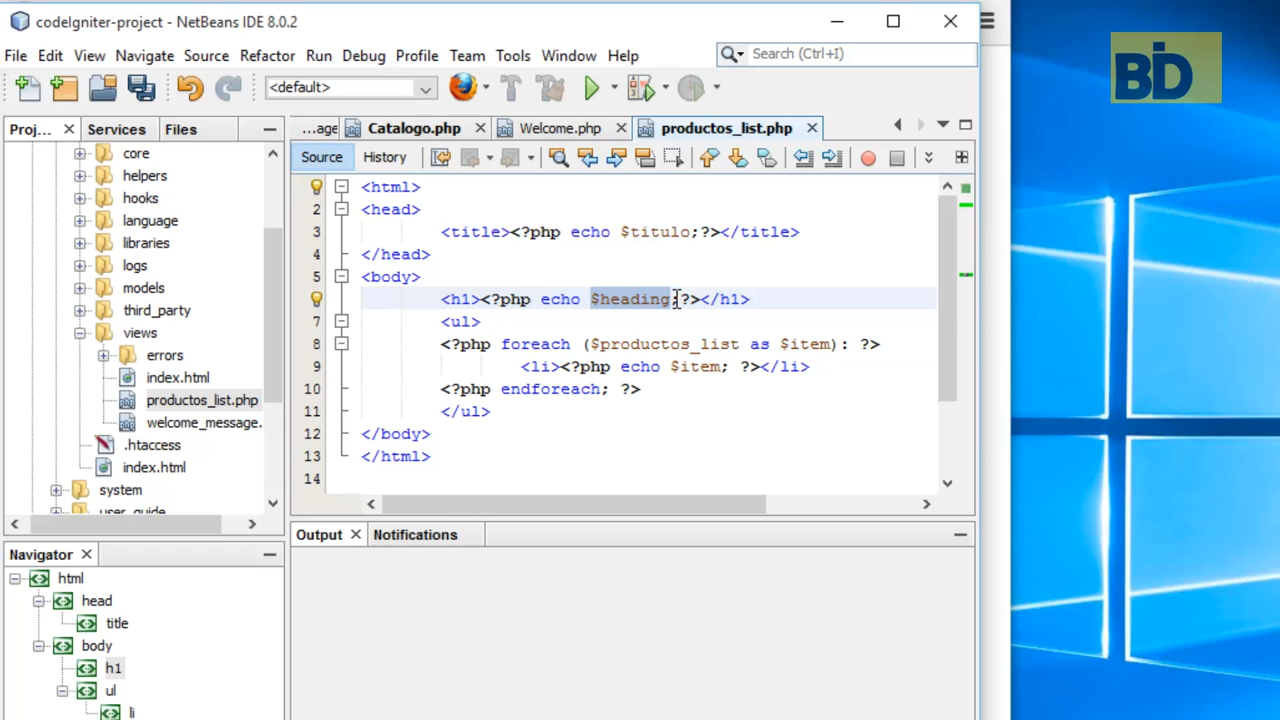 codeIgniter-project - NetBeans IDE 8.0.2
File Edit View Navigate Source Refactor Run Debug Profile Team Tools Window Help
Search (Ctrl+I)
<default>
BID
Proj... Services Files
...age Catalogo.php Welcome.php productos_list.php
Source History
core
helpers
hooks
language
libraries
logs
models
third_party
views
errors
index.html
productos_list.php
welcome_message.
.htaccess
index.html
system
user_guide
<html>
2 <head>
3 <title><?php echo $titulo;?></title>
4 </head>
5 <body>
<h1><?php echo $heading;?></h1>
7 <ul>
8 <?php foreach ($productos_list as $item): ?>
9 <li><?php echo $item; ?></li>
10 <?php endforeach; ?>
11 </ul>
12 </body>
13 </html>
14
Output Notifications
Navigator
html
head
title
body
h1
ul
li